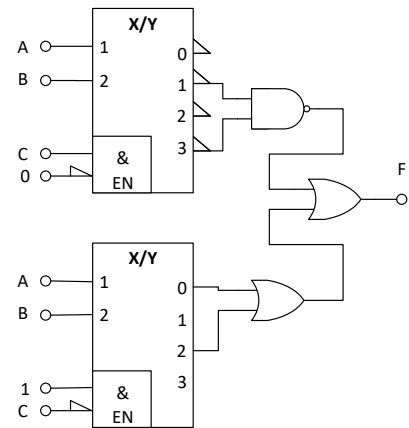 X/Y
A 1 0
B 2 1
2
C & 3
0 EN
F
X/Y
A 1 0
B 2 1
2
1 & 3
C EN